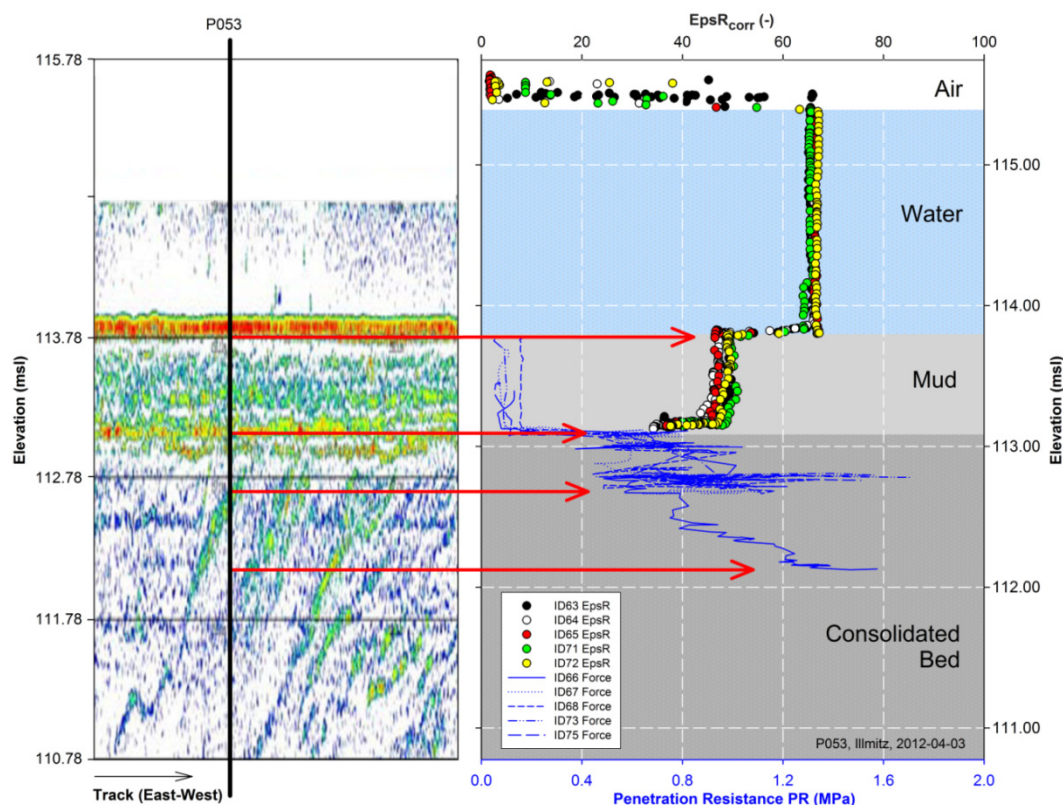 P053
EpsRcorr (-)
0 20 40 60 80 100
115.78
113.78
112.78
111.78
110.78
Elevation (msl)
Track (East-West)
Air
Water
Mud
Consolidated
Bed
115.00
114.00
113.00
112.00
111.00
Elevation (msl)
ID63 EpsR
ID64 EpsR
ID65 EpsR
ID71 EpsR
ID72 EpsR
ID66 Force
ID67 Force
ID68 Force
ID73 Force
ID75 Force
P053, Illmitz, 2012-04-03
0.0 0.4 0.8 1.2 1.6 2.0
Penetration Resistance PR (MPa)